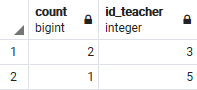 count id_teacher
bigint integer
1 2 3
2 1 5